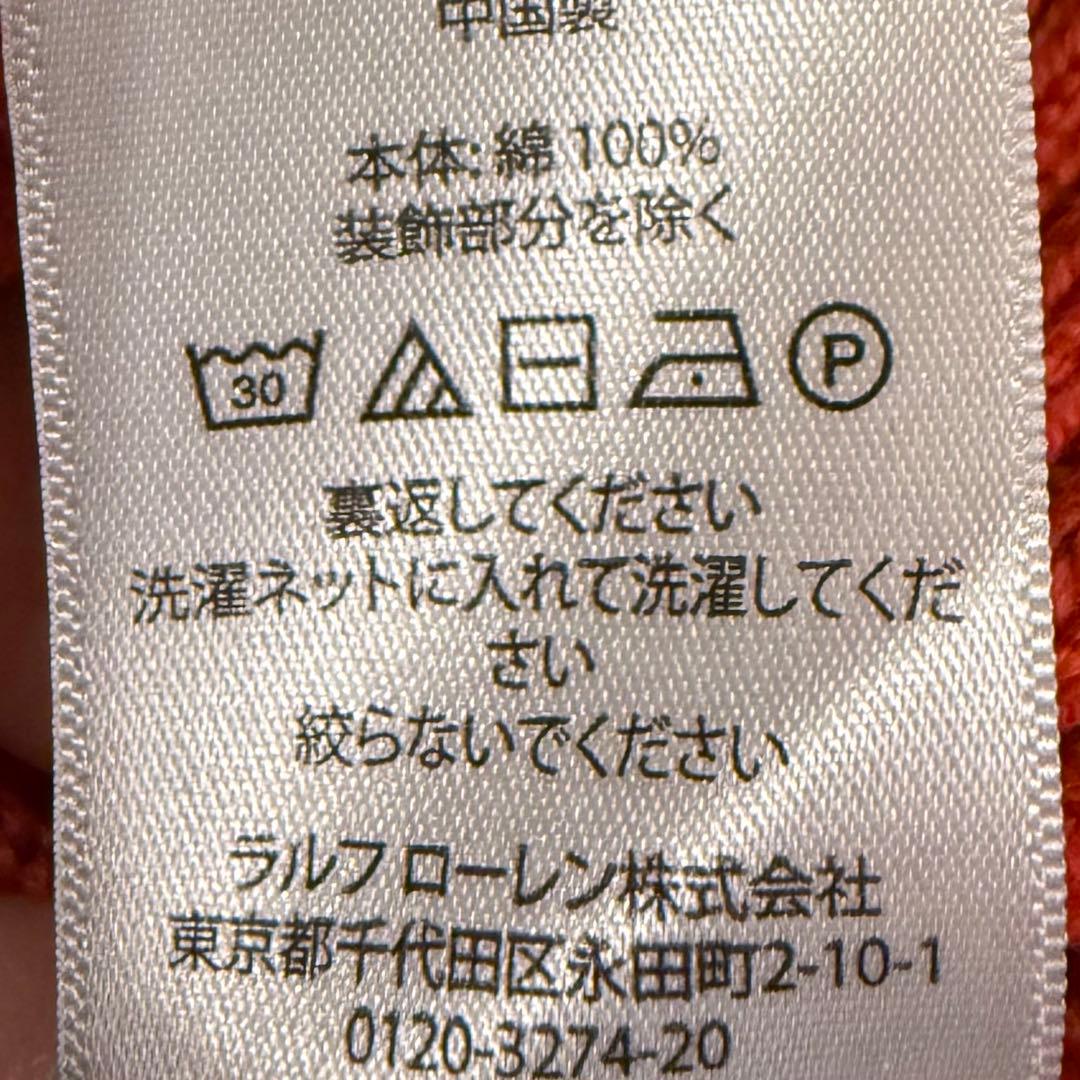 中国製
本体: 綿 100%
装飾部分を除く
30 P
裏返してください
洗濯ネットに入れて洗濯してくだ
さい
絞らないでください
ラルフ ローレン株式会社
東京都千代田区永田町2-10-1
0120-3274-20